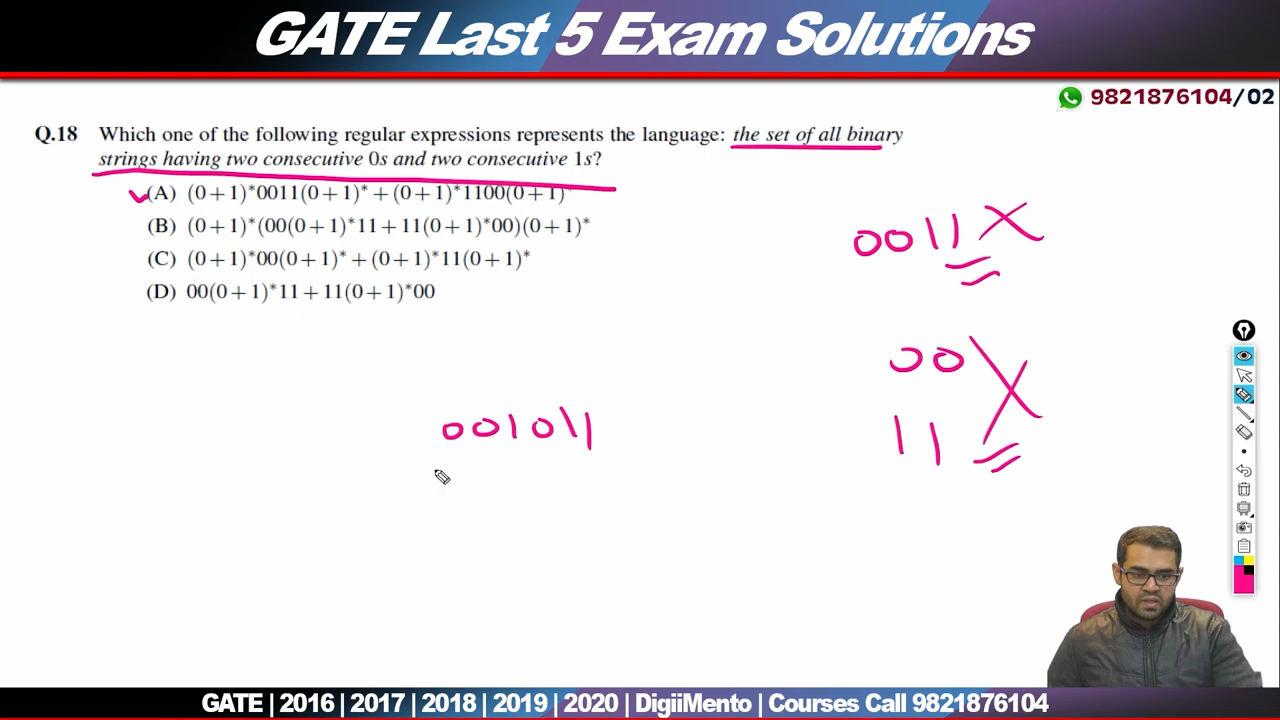 GATE Last 5 Exam Solutions
9821876104/02
Q.18 Which one of the following regular expressions represents the language: the set of all binary
strings having two consecutive 0s and two consecutive 1s?
(A) (0+1)*0011(0+1)* + (0+1)*1100(0+1)
(B) (0+1)*(00(0+1)*11+11(0+1)*00)(0+1)*
(C) (0+1)*00(0+1)* + (0+1)*11(0+1)*
(D) 00(0+1)*11+11(0+1)*00
0011
00
11
001011
GATE | 2016 | 2017 | 2018 | 2019 | 2020 | DigiiMento | Courses Call 9821876104